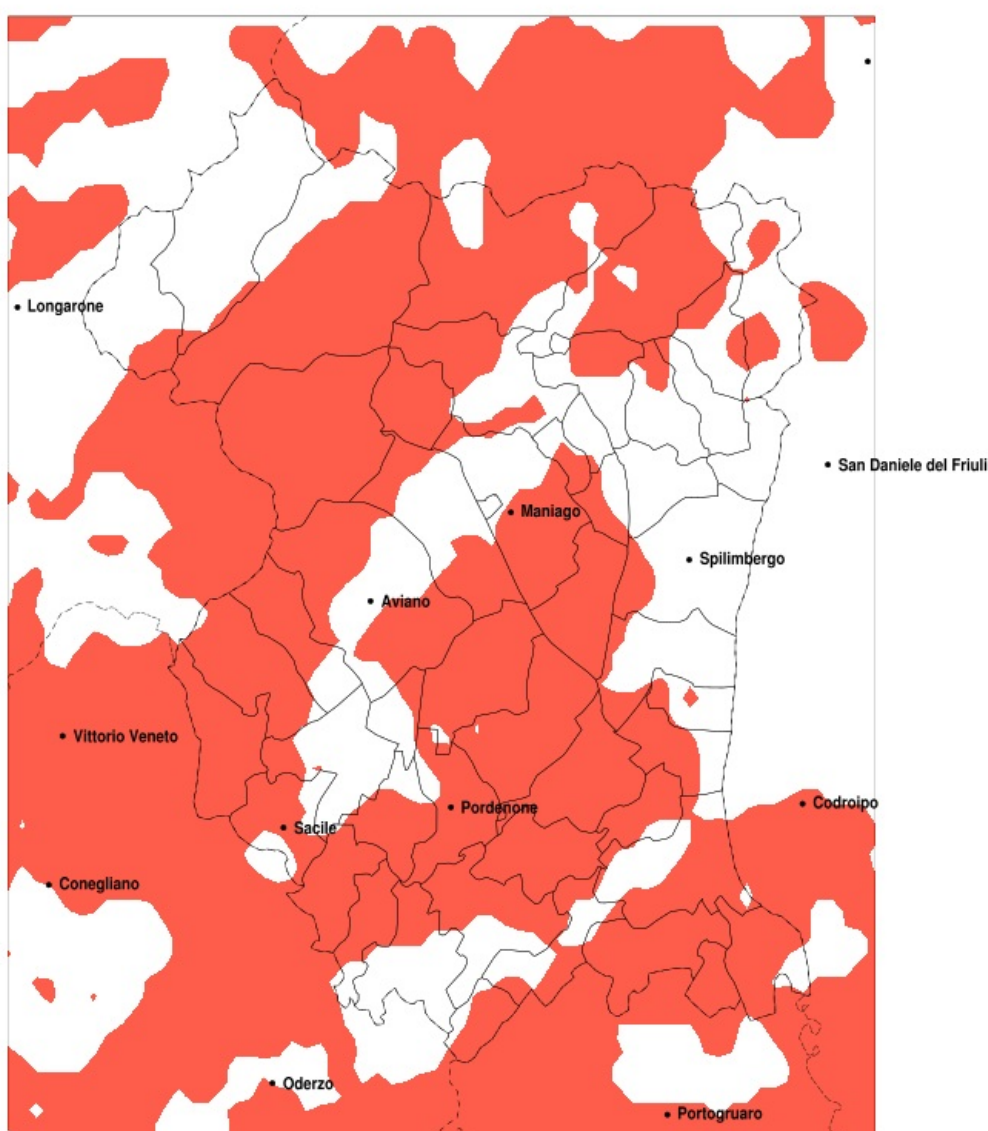 Longarone
San Daniele del Friuli
Maniago
Spilimbergo
Aviano
Vittorio Veneto
Codroipo
Pordenone
Sacile
Conegliano
Oderzo
Portogruaro